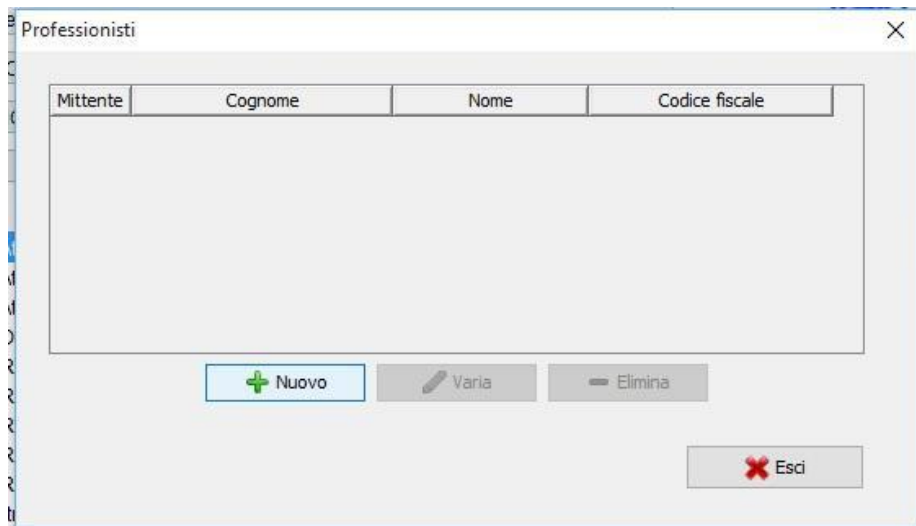 Professionisti
Mittente Cognome Nome Codice fiscale
Nuovo Varia Elimina
Esci